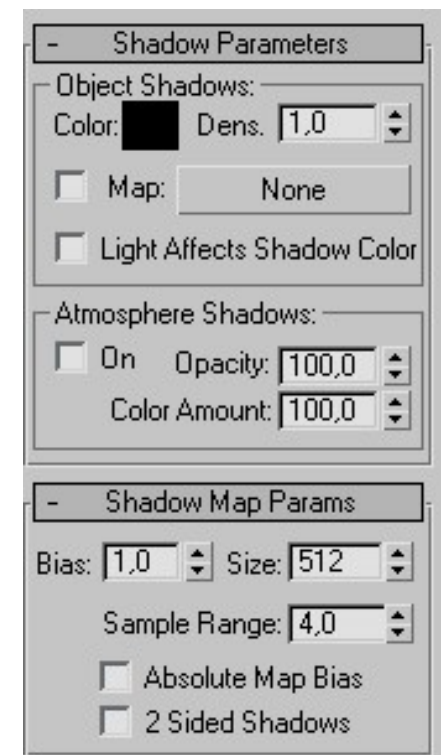 - Shadow Parameters
Object Shadows:
Color: Dens. 1,0
Map: None
Light Affects Shadow Color
Atmosphere Shadows:
On Opacity: 100,0
Color Amount: 100,0
- Shadow Map Params
Bias: 1,0 Size: 512
Sample Range: 4,0
Absolute Map Bias
2 Sided Shadows